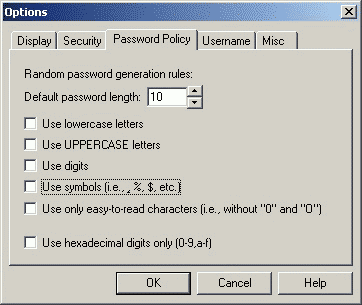 Options
Display Security Password Policy Username Misc
Random password generation rules:
Default password length: 10
Use lowercase letters
Use UPPERCASE letters
Use digits
Use symbols (i.e., ., %, $, etc.)
Use only easy-to-read characters (i.e., without "0" and "O")
Use hexadecimal digits only (0-9,a-f)
OK Cancel Help